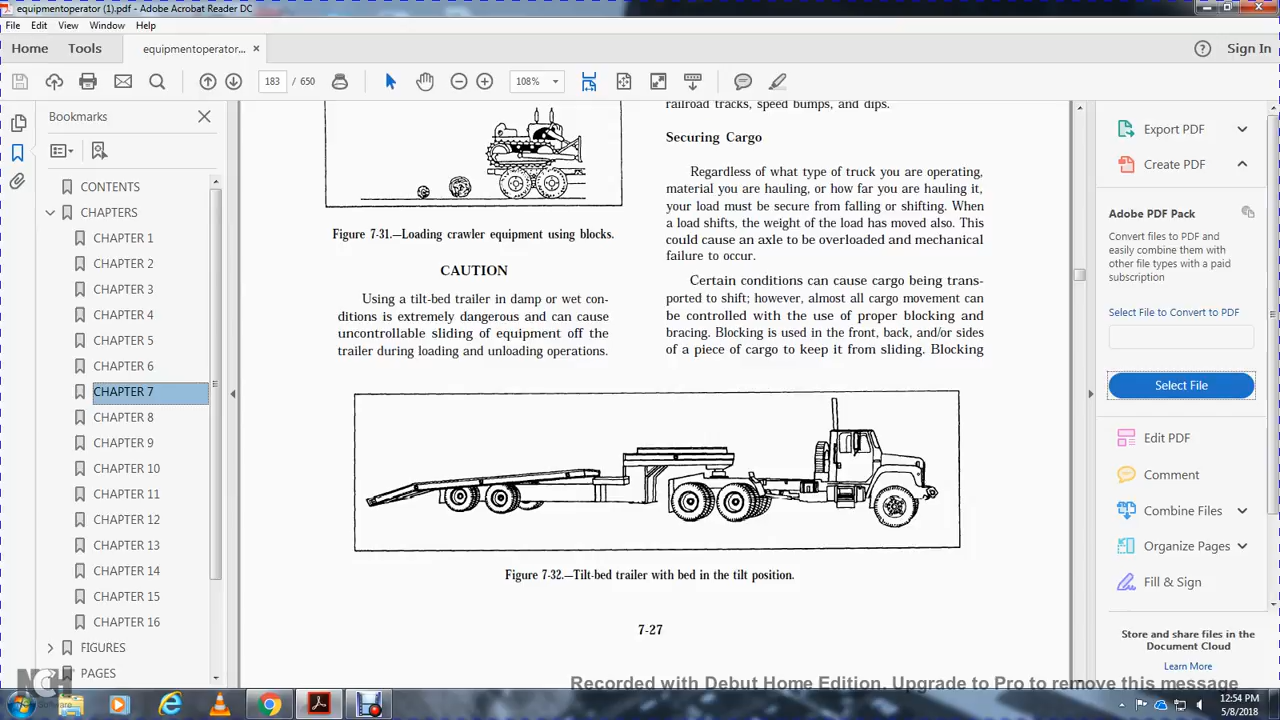 equipmentoperator (1).pdf - Adobe Acrobat Reader DC
File Edit View Window Help
Home Tools equipmentoperator... Sign In
183 / 650 108%
Bookmarks
CONTENTS
CHAPTERS
CHAPTER 1
CHAPTER 2
CHAPTER 3
CHAPTER 4
CHAPTER 5
CHAPTER 6
CHAPTER 7
CHAPTER 8
CHAPTER 9
CHAPTER 10
CHAPTER 11
CHAPTER 12
CHAPTER 13
CHAPTER 14
CHAPTER 15
CHAPTER 16
FIGURES
PAGES
Figure 7-31.—Loading crawler equipment using blocks.
CAUTION
Using a tilt-bed trailer in damp or wet con-
ditions is extremely dangerous and can cause
uncontrollable sliding of equipment off the
trailer during loading and unloading operations.
railroad tracks, speed bumps, and dips.
Securing Cargo
Regardless of what type of truck you are operating,
material you are hauling, or how far you are hauling it,
your load must be secure from falling or shifting. When
a load shifts, the weight of the load has moved also. This
could cause an axle to be overloaded and mechanical
failure to occur.
Certain conditions can cause cargo being trans-
ported to shift; however, almost all cargo movement can
be controlled with the use of proper blocking and
bracing. Blocking is used in the front, back, and/or sides
of a piece of cargo to keep it from sliding. Blocking
Figure 7-32.—Tilt-bed trailer with bed in the tilt position.
7-27
Export PDF
Create PDF
Adobe PDF Pack
Convert files to PDF and
easily combine them with
other file types with a paid
subscription
Select File to Convert to PDF
Select File
Edit PDF
Comment
Combine Files
Organize Pages
Fill & Sign
Store and share files in the
Document Cloud
Learn More
NCH
Software
Recorded with Debut Home Edition. Upgrade to Pro to remove this message
12:54 PM
5/8/2018